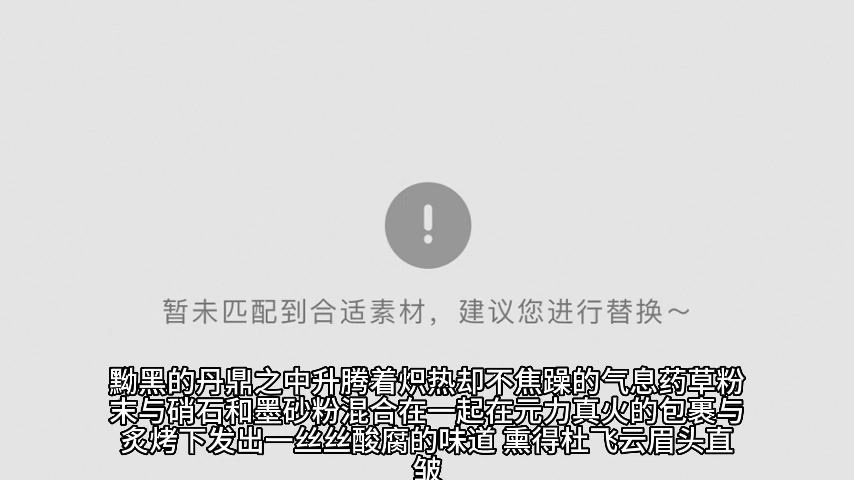 暂未匹配到合适素材，建议您进行替换～
黝黑的丹鼎之中升腾着炽热却不焦躁的气息药草粉
末与硝石和墨砂粉混合在一起在元力真火的包裹与
炙烤下发出一丝丝酸腐的味道 熏得杜飞云眉头直
皱